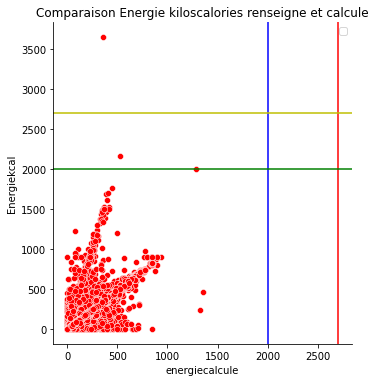 Comparaison Energie kiloscalories renseigne et calcule
3500
3000
2500
2000
1500
1000
500
0
Energiekcal
0 500 1000 1500 2000 2500
energiecalcule